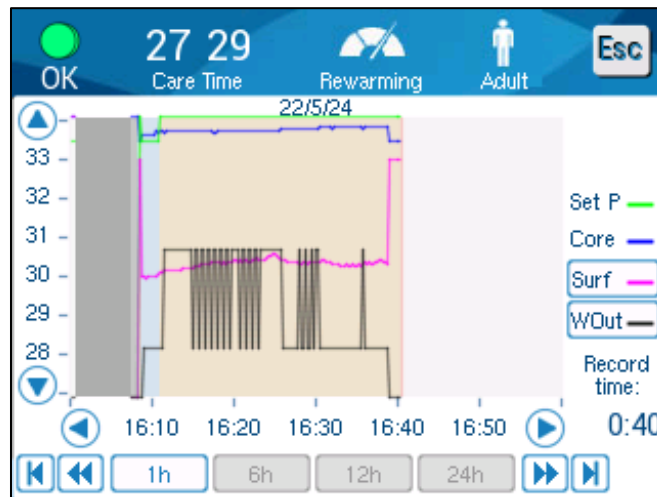 OK
27 29
Care Time
Rewarming
Adult
Esc
22/5/24
33
32
31
30
29
28
Set P
Core
Surf
WOut
Record
time:
0:40
16:10 16:20 16:30 16:40 16:50
1h 6h 12h 24h